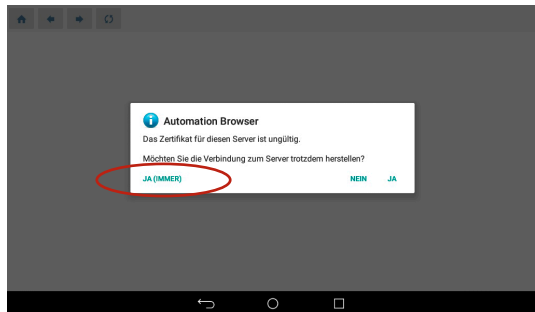 Automation Browser
Das Zertifikat für diesen Server ist ungültig.
Möchten Sie die Verbindung zum Server trotzdem herstellen?
JA (IMMER) NEIN JA